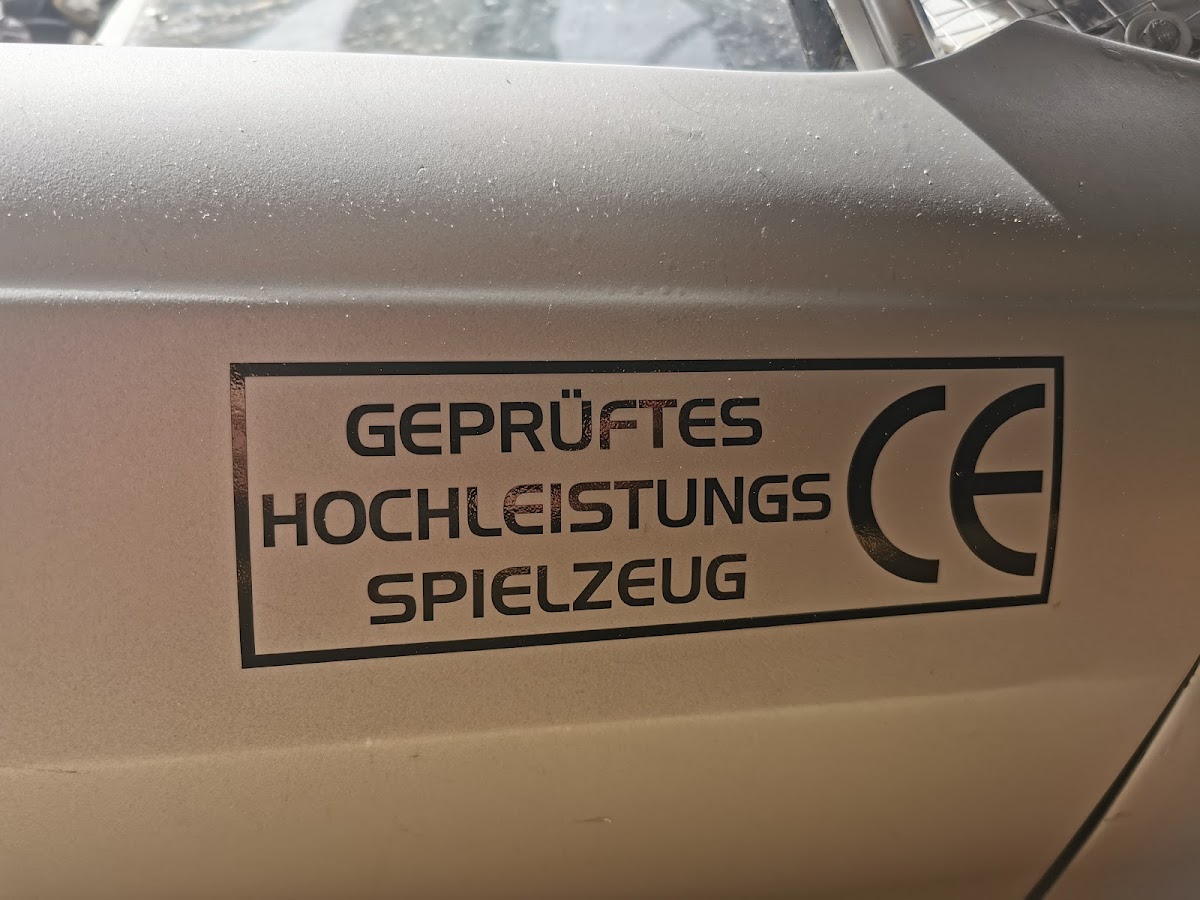 GEPRÜFTES
HOCHLEISTUNGS
SPIELZEUG
CE